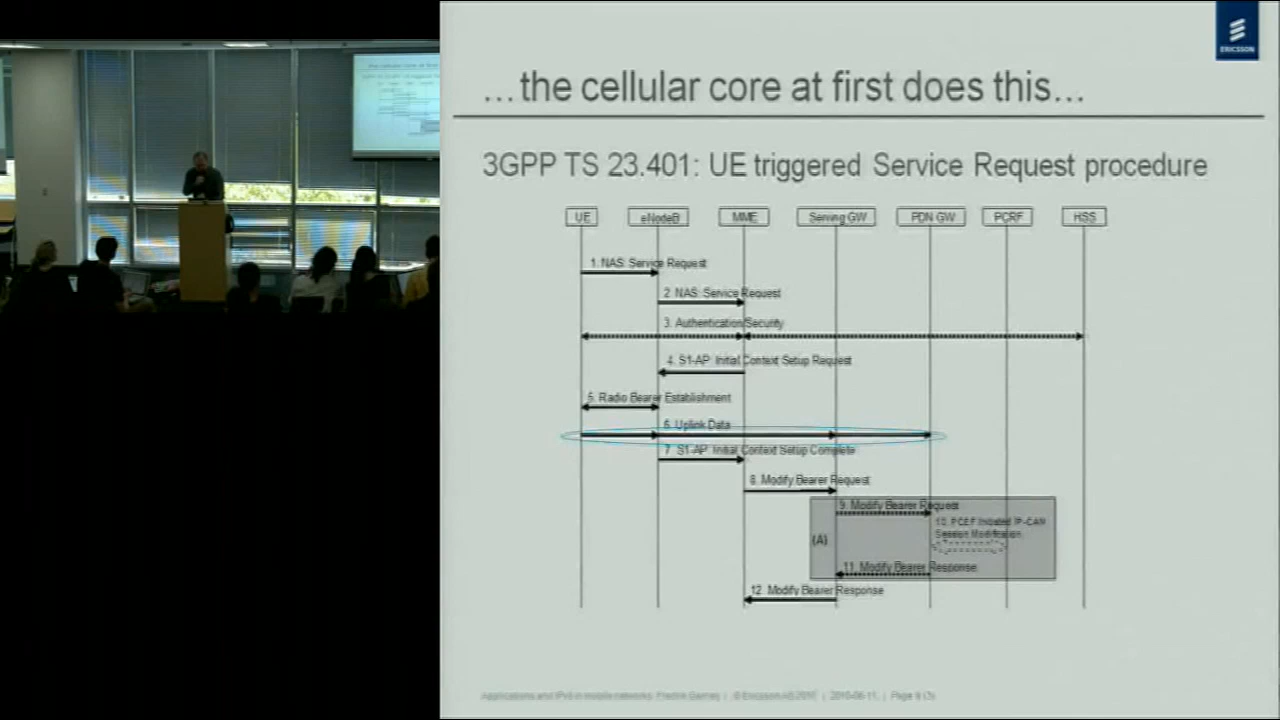 ERICSSON
...the cellular core at first does this...
3GPP TS 23.401: UE triggered Service Request procedure
UE eNodeB MME Serving GW PDN GW PCRF HSS
1. NAS: Service Request
2. NAS: Service Request
3. Authentication/Security
4. S1-AP: Initial Context Setup Request
5. Radio Bearer Establishment
6. Uplink Data
7. S1-AP: Initial Context Setup Complete
8. Modify Bearer Request
9. Modify Bearer Request
10. PCEF Initiated IP-CAN
Session Modification
(A)
11. Modify Bearer Response
12. Modify Bearer Response
Applications and IPv6 in mobile networks, Fredrik Garneij | © Ericsson AB 2010 | 2010-06-11 | Page